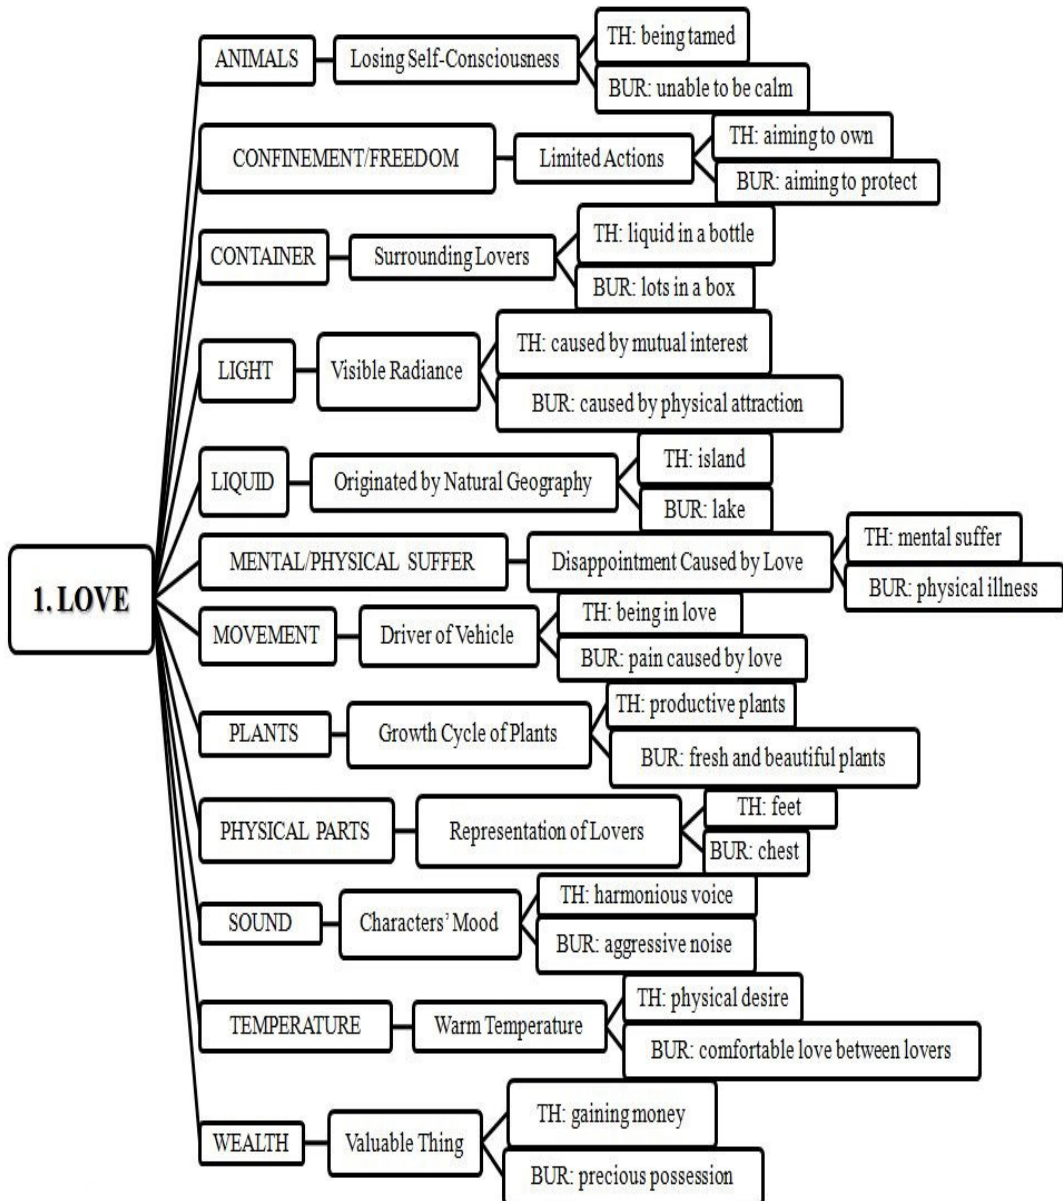 1. LOVE
ANIMALS
Losing Self-Consciousness
TH: being tamed
BUR: unable to be calm
CONFINEMENT/FREEDOM
Limited Actions
TH: aiming to own
BUR: aiming to protect
CONTAINER
Surrounding Lovers
TH: liquid in a bottle
BUR: lots in a box
LIGHT
Visible Radiance
TH: caused by mutual interest
BUR: caused by physical attraction
LIQUID
Originated by Natural Geography
TH: island
BUR: lake
MENTAL/PHYSICAL SUFFER
Disappointment Caused by Love
TH: mental suffer
BUR: physical illness
MOVEMENT
Driver of Vehicle
TH: being in love
BUR: pain caused by love
PLANTS
Growth Cycle of Plants
TH: productive plants
BUR: fresh and beautiful plants
PHYSICAL PARTS
Representation of Lovers
TH: feet
BUR: chest
SOUND
Characters’ Mood
TH: harmonious voice
BUR: aggressive noise
TEMPERATURE
Warm Temperature
TH: physical desire
BUR: comfortable love between lovers
WEALTH
Valuable Thing
TH: gaining money
BUR: precious possession